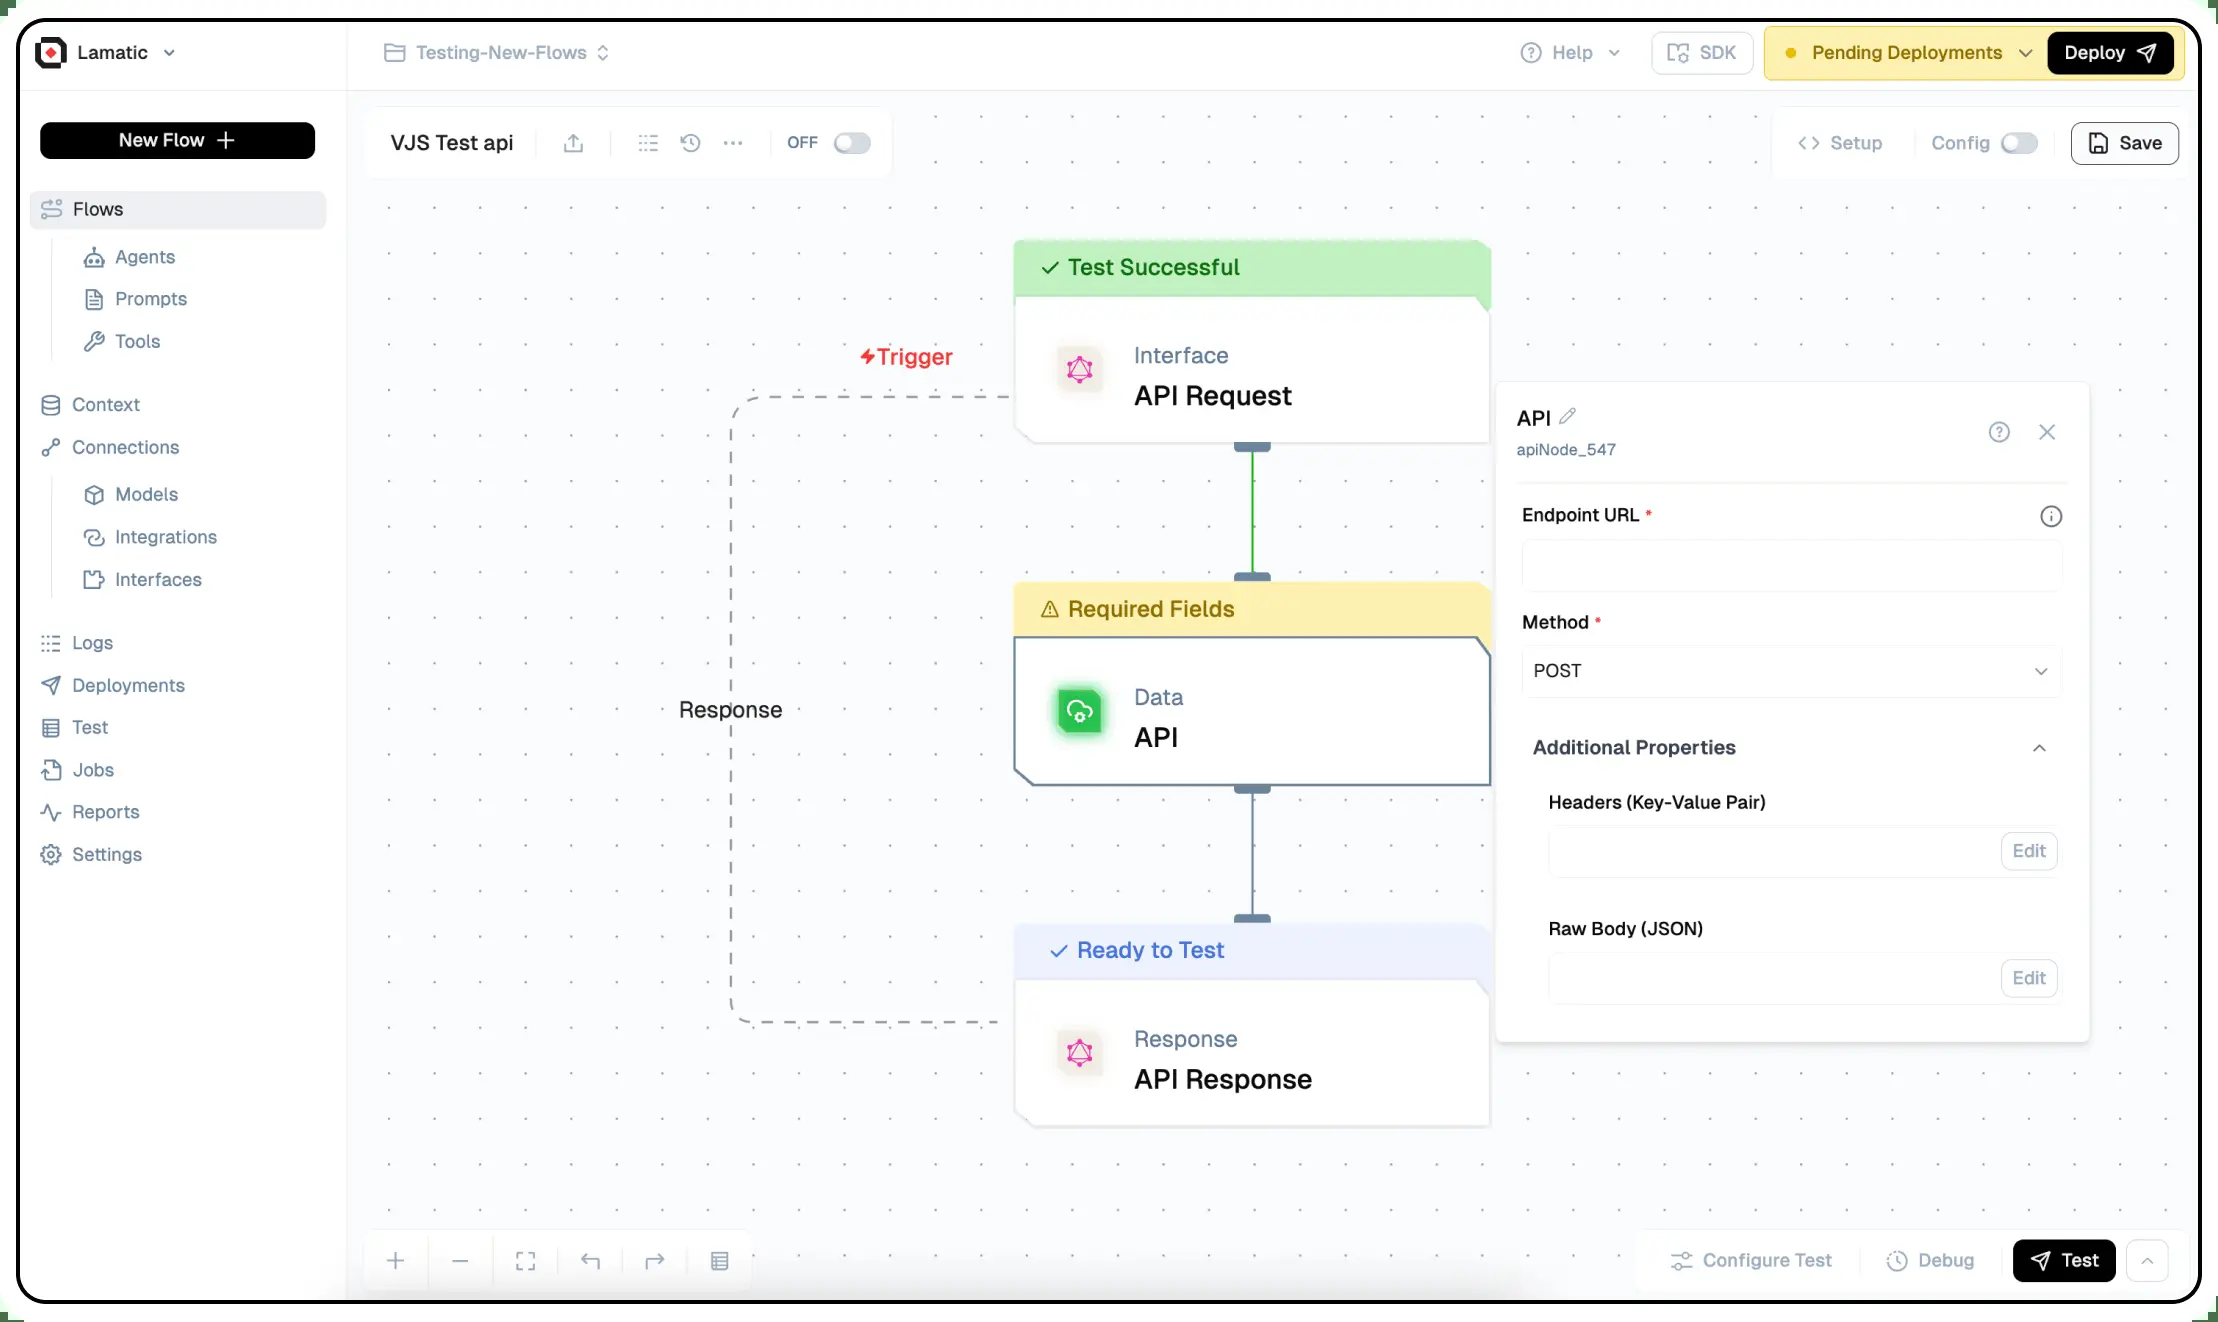 Lamatic
Testing-New-Flows
Help
SDK
Pending Deployments
Deploy
New Flow
VJS Test api
OFF
Setup
Config
Save
Flows
Agents
Prompts
Tools
Context
Connections
Models
Integrations
Interfaces
Logs
Deployments
Test
Jobs
Reports
Settings
Trigger
Response
Test Successful
Interface
API Request
Required Fields
Data
API
Ready to Test
Response
API Response
API
apiNode_547
Endpoint URL *
Method *
POST
Additional Properties
Headers (Key-Value Pair)
Edit
Raw Body (JSON)
Edit
Configure Test
Debug
Test